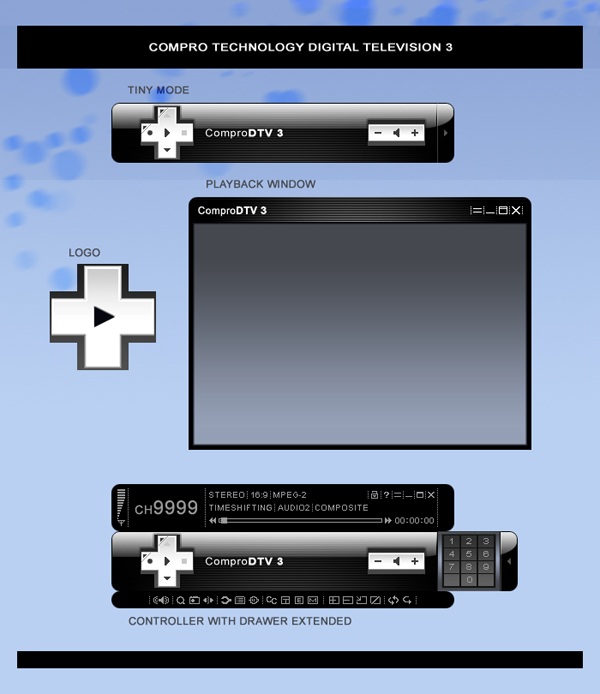 COMPRO TECHNOLOGY DIGITAL TELEVISION 3
TINY MODE
ComproDTV 3
PLAYBACK WINDOW
ComproDTV 3
LOGO
STEREO 16:9 MPEG-2
CH9999
TIMESHIFTING AUDIO2 COMPOSITE
00:00:00
ComproDTV 3
1 2 3
4 5 6
7 8 9
0
CC
CONTROLLER WITH DRAWER EXTENDED